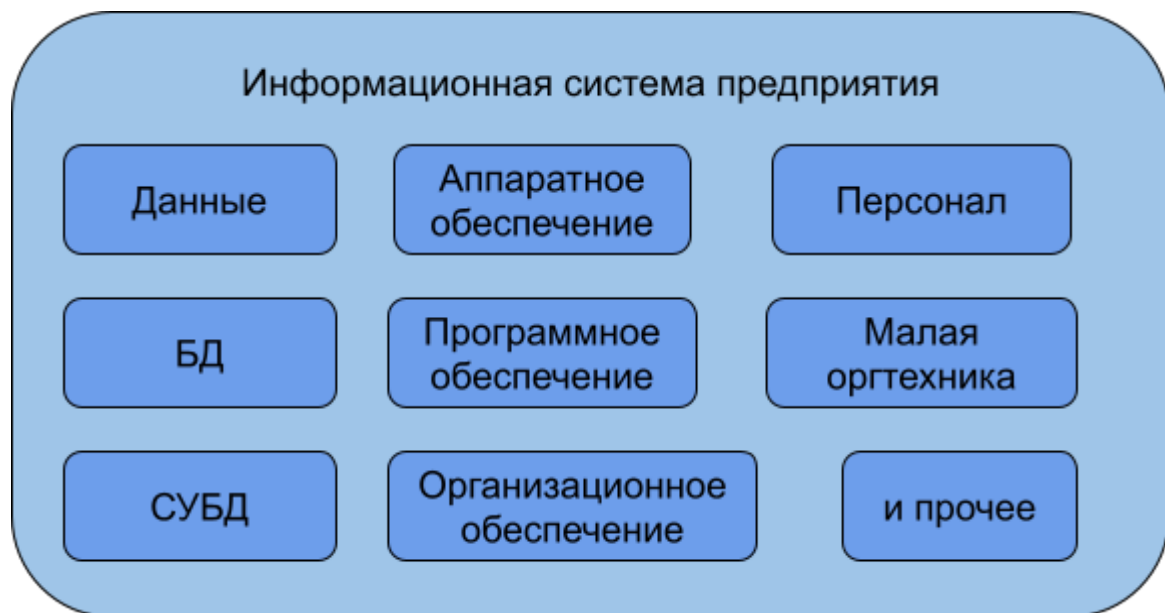 Информационная система предприятия
Данные
Аппаратное
обеспечение
Персонал
БД
Программное
обеспечение
Малая
оргтехника
СУБД
Организационное
обеспечение
и прочее